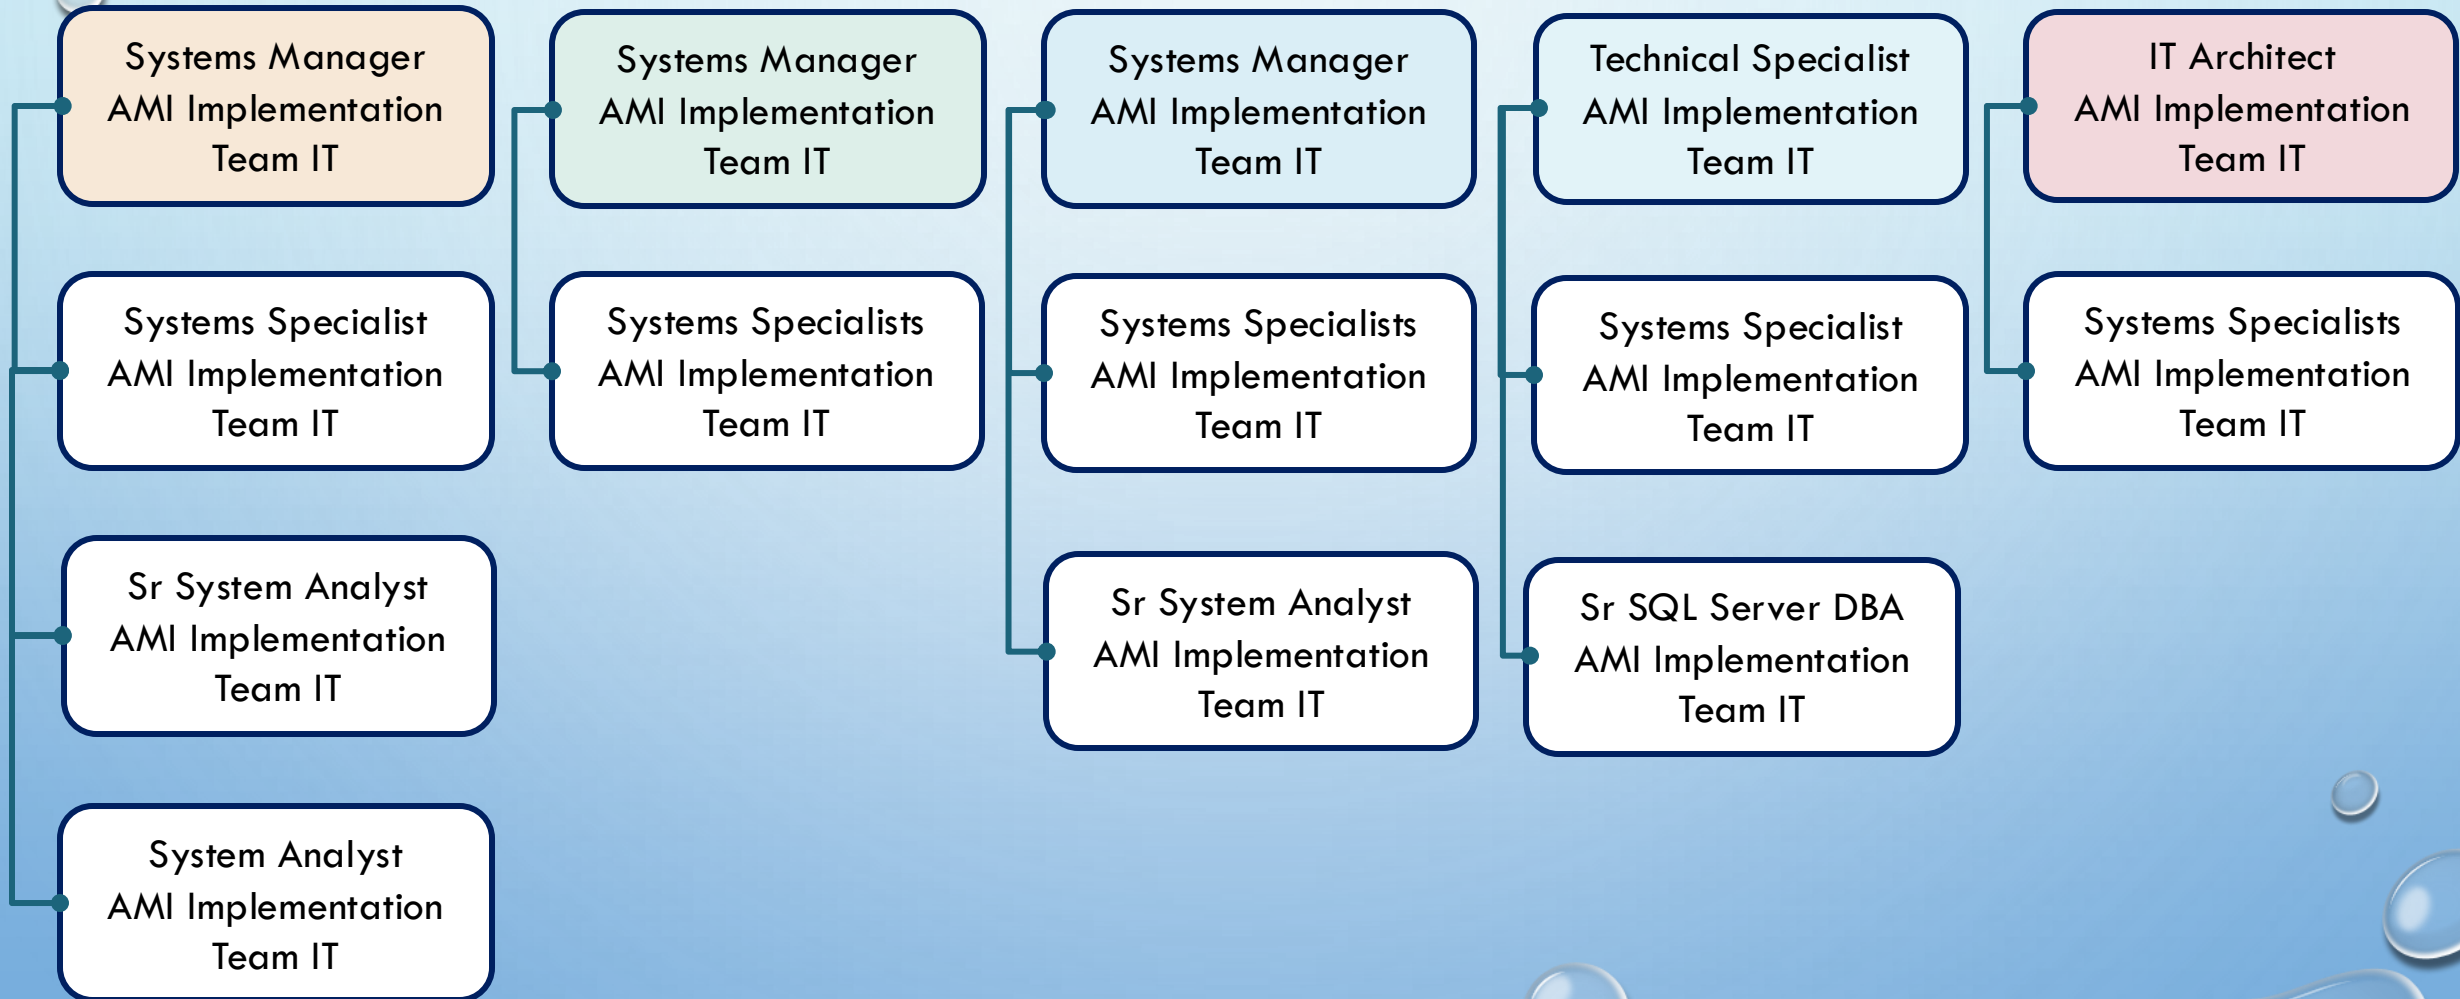 Systems Manager
AMI Implementation
Team IT
Systems Specialist
AMI Implementation
Team IT
Sr System Analyst
AMI Implementation
Team IT
System Analyst
AMI Implementation
Team IT
Systems Manager
AMI Implementation
Team IT
Systems Specialists
AMI Implementation
Team IT
Systems Manager
AMI Implementation
Team IT
Systems Specialists
AMI Implementation
Team IT
Sr System Analyst
AMI Implementation
Team IT
Technical Specialist
AMI Implementation
Team IT
Systems Specialist
AMI Implementation
Team IT
Sr SQL Server DBA
AMI Implementation
Team IT
IT Architect
AMI Implementation
Team IT
Systems Specialists
AMI Implementation
Team IT